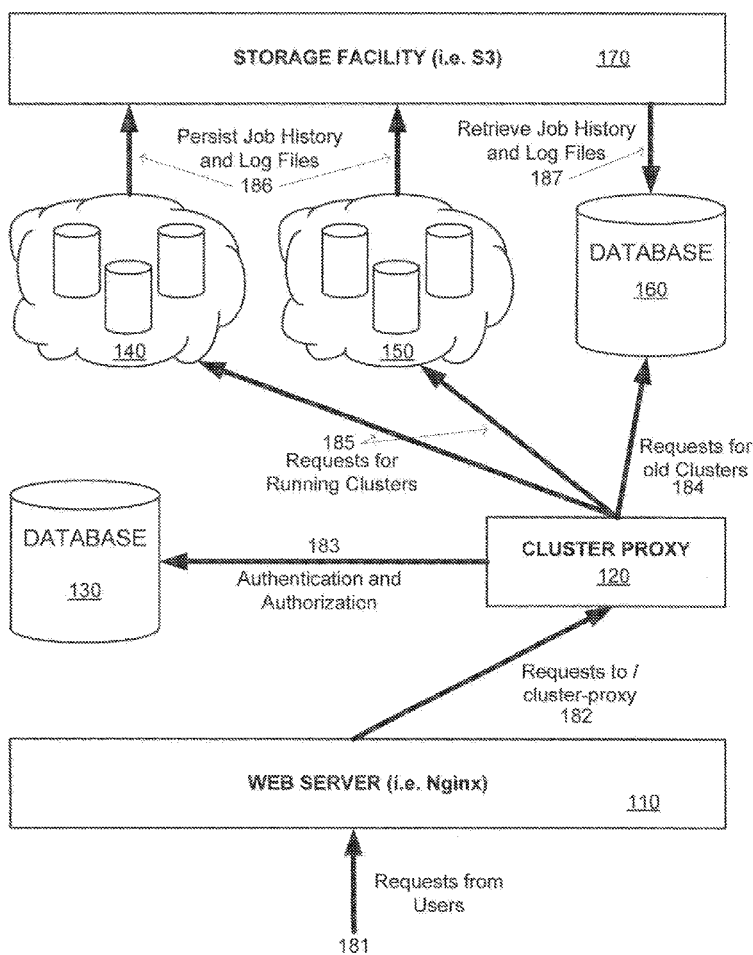 STORAGE FACILITY (i.e. S3) 170
Persist Job History
and Log Files
186
Retrieve Job History
and Log Files
187
DATABASE
160
140
150
185
Requests for
Running Clusters
Requests for
old Clusters
184
DATABASE
130
183
Authentication and
Authorization
CLUSTER PROXY
120
Requests to /
cluster-proxy
182
WEB SERVER (i.e. Nginx)
110
Requests from
Users
181